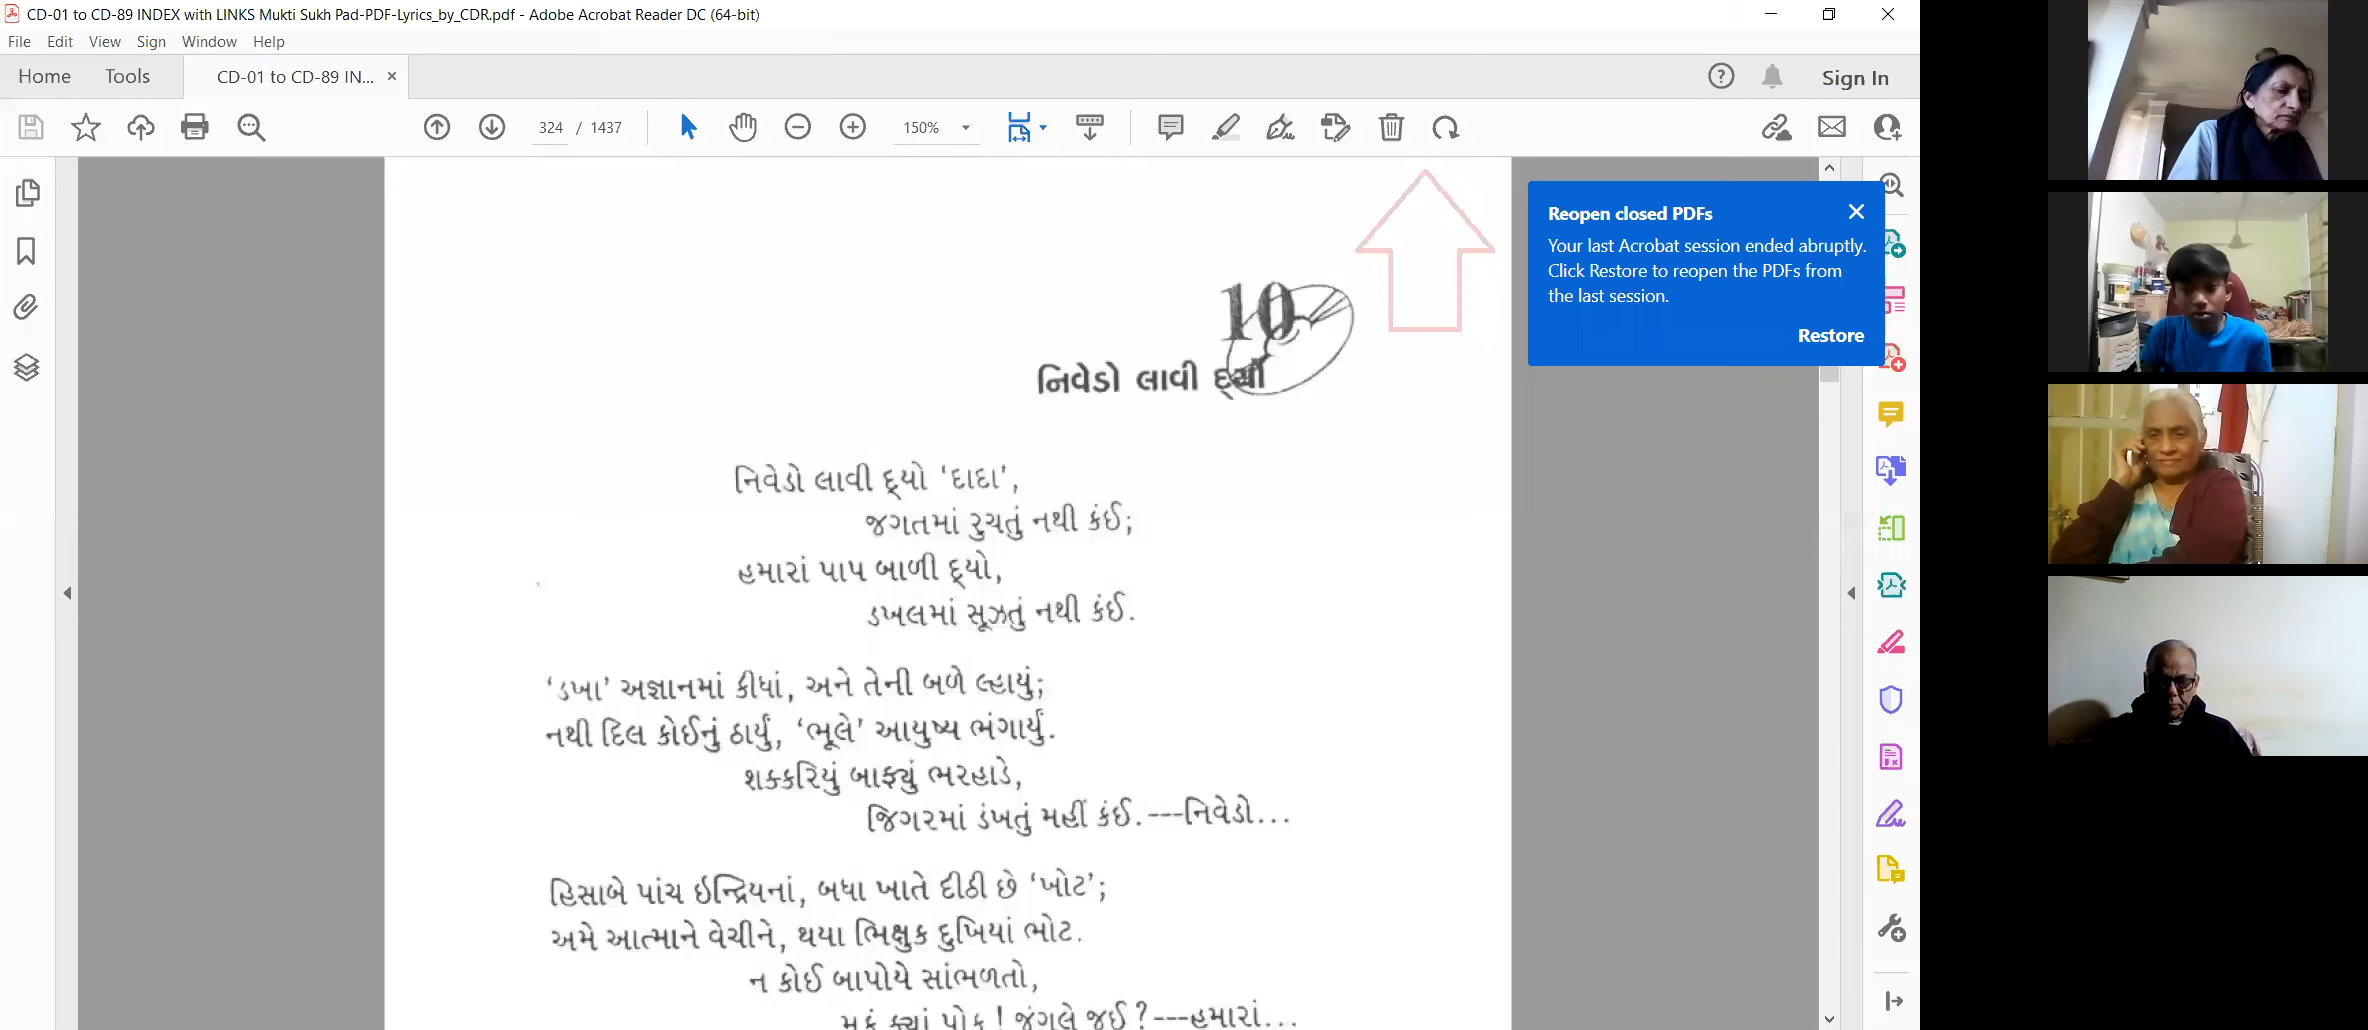 CD-01 to CD-89 INDEX with LINKS Mukti Sukh Pad-PDF-Lyrics_by_CDR.pdf - Adobe Acrobat Reader DC (64-bit)
File Edit View Sign Window Help
Home Tools CD-01 to CD-89 IN... × Sign In
324 / 1437 150%
Reopen closed PDFs
Your last Acrobat session ended abruptly.
Click Restore to reopen the PDFs from
the last session.
Restore
10
નિવેડો લાવી દ્યો
નિવેડો લાવી દ્યો ‘દાદા’,
જગતમાં રુચતું નથી કંઈ;
હમારાં પાપ બાળી દ્યો,
ડખલમાં સૂઝતું નથી કંઈ.
‘ડખા’ અજ્ઞાનમાં કીધાં, અને તેની બળે લ્હાયું;
નથી દિલ કોઈનું ઠાર્યું, ‘ભૂલે’ આયુષ્ય ભંગાર્યું.
શક્કરિયું બાફ્યું ભરહાડે,
જિગરમાં ડંખતું મહીં કંઈ.---નિવેડો...
હિસાબે પાંચ ઇન્દ્રિયનાં, બધા ખાતે દીઠી છે ‘ખોટ’;
અમે આત્માને વેચીને, થયા ભિક્ષુક દુખિયાં ભોટ.
ન કોઈ બાપોયે સાંભળતો,
મૂકું ક્યાં પોક ! જંગલે જઈ ?---હમારાં...